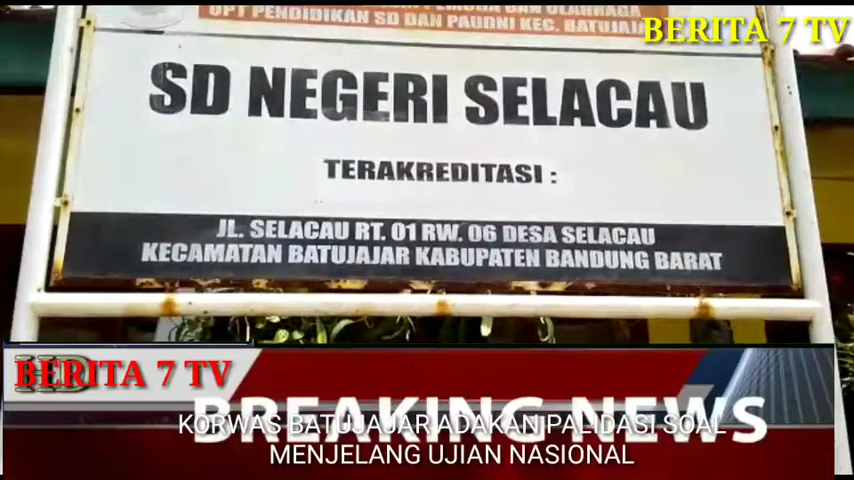 UPT PENDIDIKAN SD DAN PAUDNI KEC. BATUJAJAR
BERITA 7 TV
SD NEGERI SELACAU
TERAKREDITASI :
JL. SELACAU RT. 01 RW. 06 DESA SELACAU
KECAMATAN BATUJAJAR KABUPATEN BANDUNG BARAT
BERITA 7 TV
BREAKING NEWS
KORWAS BATUJAJAR ADAKAN PALIDASI SOAL
MENJELANG UJIAN NASIONAL